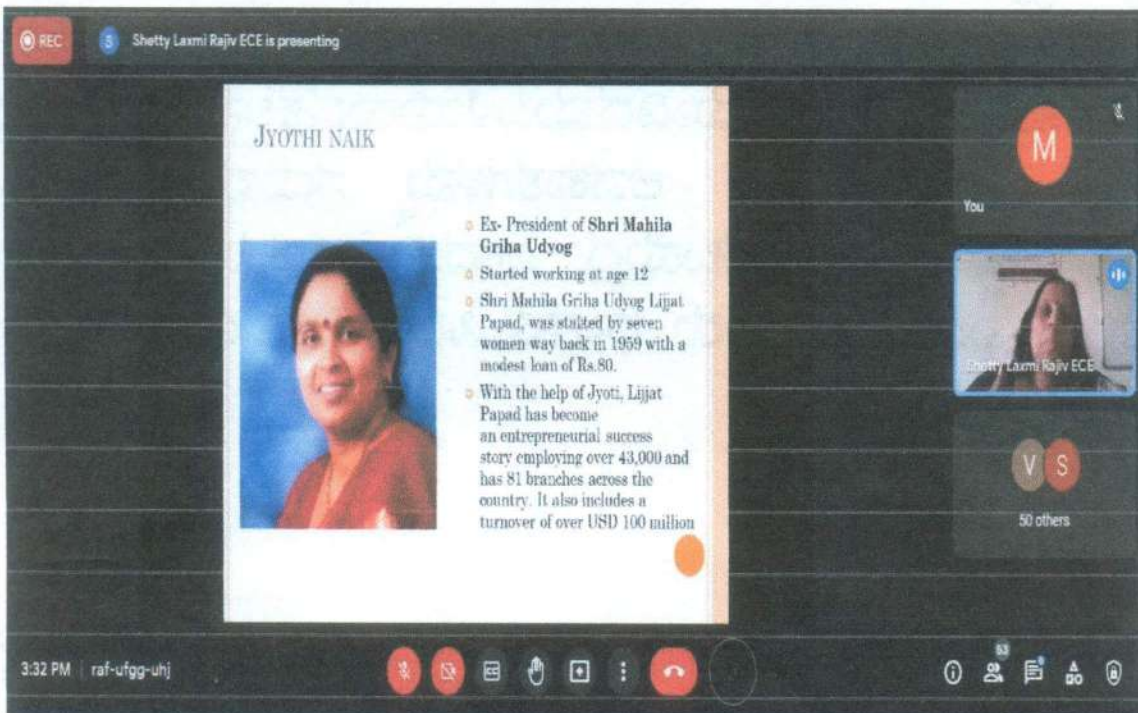 REC
S Shetty Laxmi Rajiv ECE is presenting
JYOTHI NAIK
Ex- President of Shri Mahila
Griha Udyog
Started working at age 12
Shri Mahila Griha Udyog Lijjat
Papad, was statted by seven
women way back in 1959 with a
modest loan of Rs.80.
With the help of Jyoti, Lijjat
Papad has become
an entrepreneurial success
story employing over 43,000 and
has 81 branches across the
country. It also includes a
turnover of over USD 100 million
M
You
Shetty Laxmi Rajiv ECE
V S
50 others
3:32 PM | raf-ufgg-uhj
CC
53